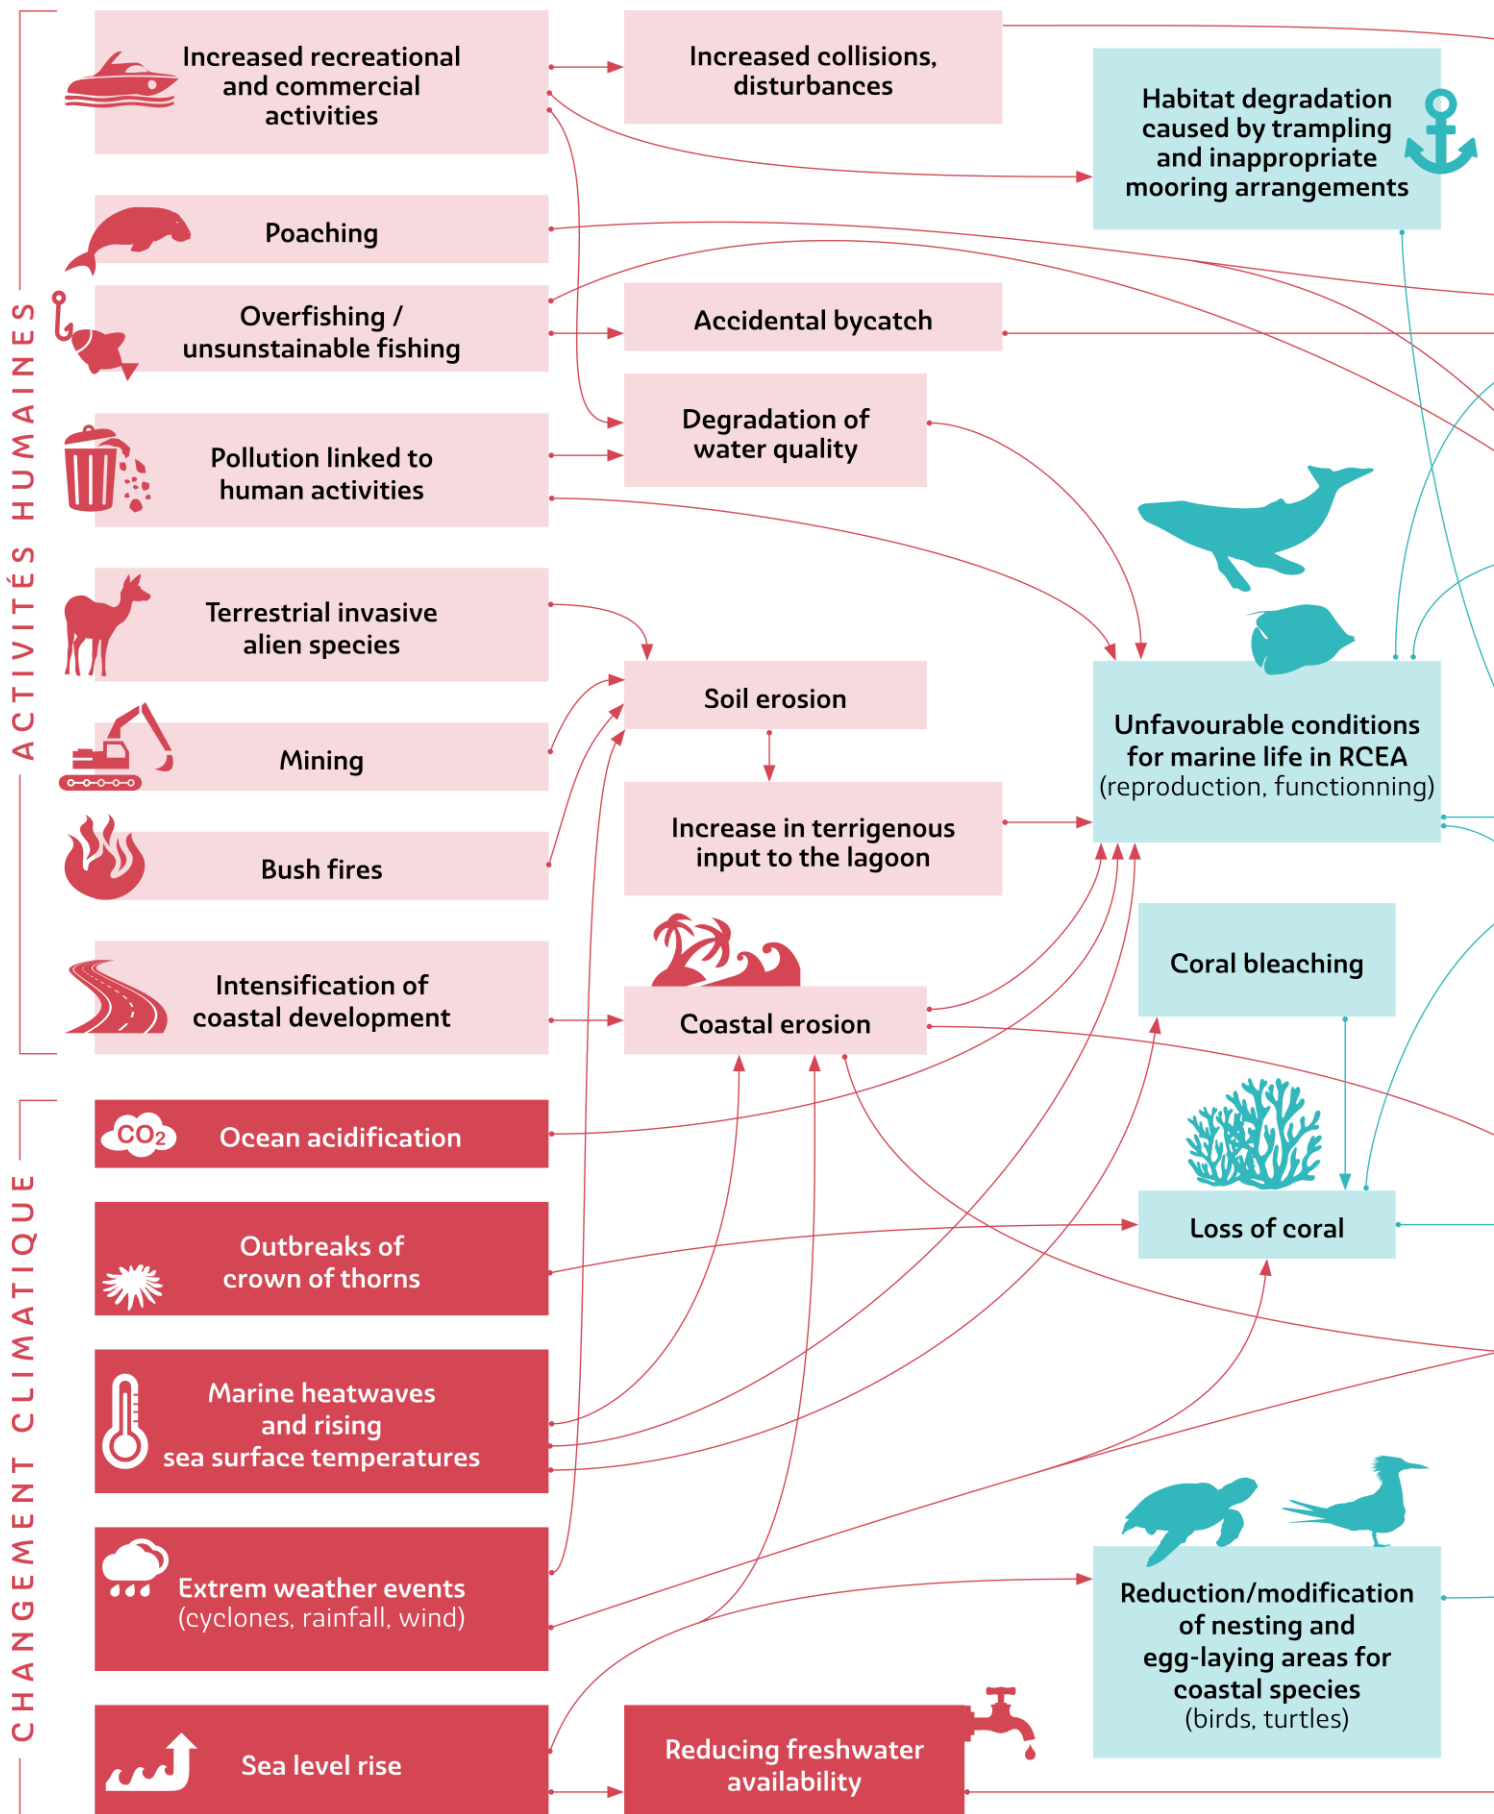 ACTIVITÉS HUMAINES
Increased recreational
and commercial
activities
Increased collisions,
disturbances
Habitat degradation
caused by trampling
and inappropriate
mooring arrangements
Poaching
Overfishing /
unsunstainable fishing
Accidental bycatch
Degradation of
water quality
Pollution linked to
human activities
Terrestrial invasive
alien species
Soil erosion
Unfavourable conditions
for marine life in RCEA
(reproduction, functionning)
Mining
Increase in terrigenous
input to the lagoon
Bush fires
Coral bleaching
Intensification of
coastal development
Coastal erosion
CHANGEMENT CLIMATIQUE
CO2
Ocean acidification
Loss of coral
Outbreaks of
crown of thorns
Marine heatwaves
and rising
sea surface temperatures
Extrem weather events
(cyclones, rainfall, wind)
Reduction/modification
of nesting and
egg-laying areas for
coastal species
(birds, turtles)
Sea level rise
Reducing freshwater
availability